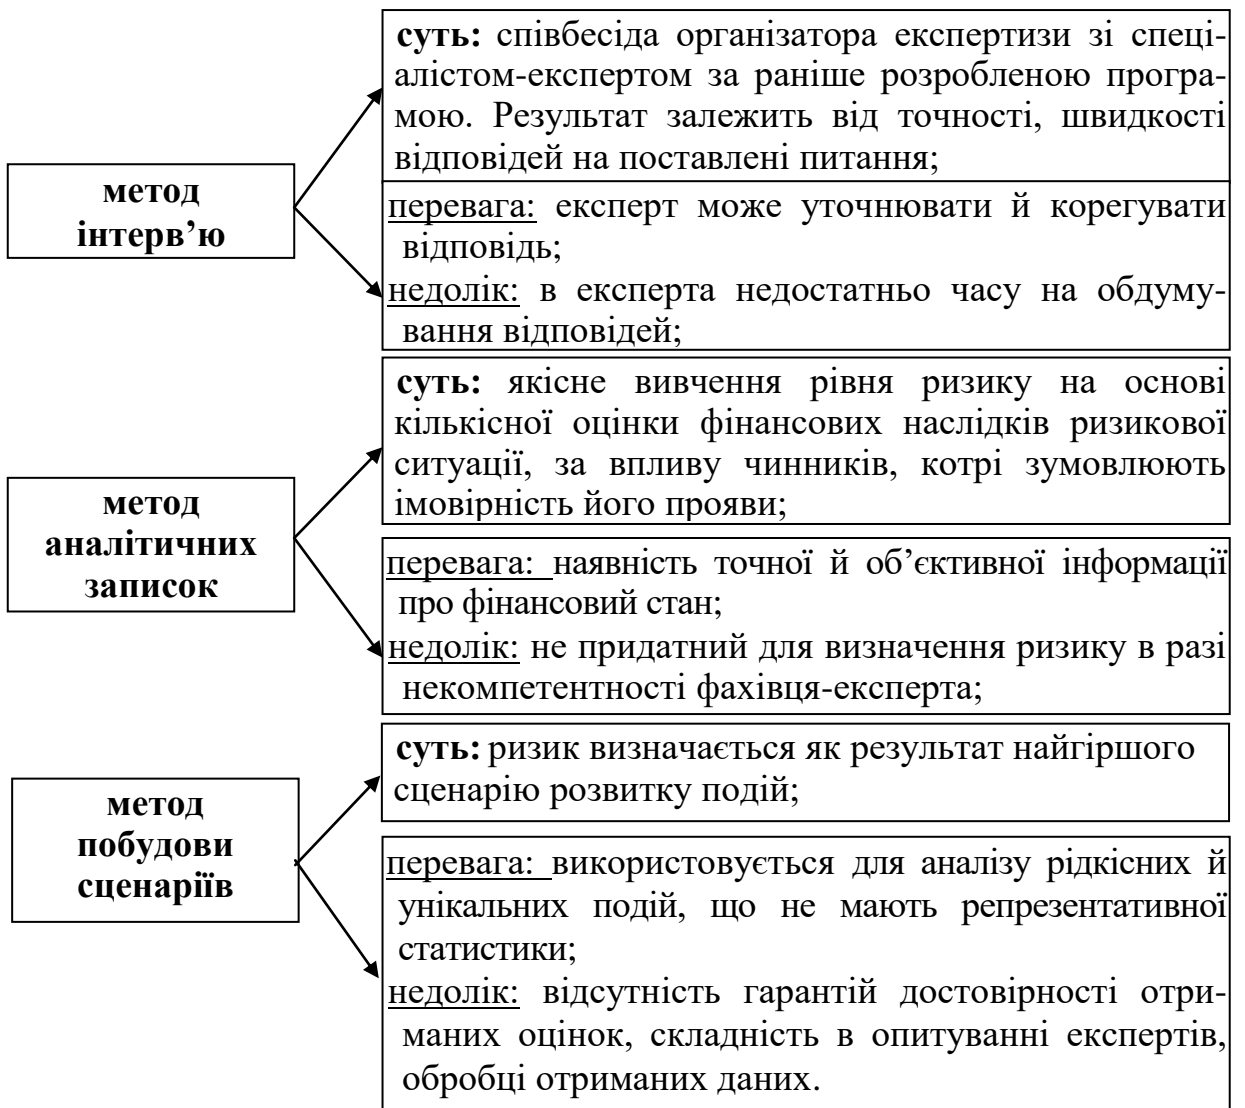 суть: співбесіда організатора експертизи зі спеці-
алістом-експертом за раніше розробленою програ-
мою. Результат залежить від точності, швидкості
відповідей на поставлені питання;
метод
інтерв’ю
перевага: експерт може уточнювати й корегувати
відповідь;
недолік: в експерта недостатньо часу на обдуму-
вання відповідей;
суть: якісне вивчення рівня ризику на основі
кількісної оцінки фінансових наслідків ризикової
ситуації, за впливу чинників, котрі зумовлюють
імовірність його прояви;
метод
аналітичних
записок
перевага: наявність точної й об’єктивної інформації
про фінансовий стан;
недолік: не придатний для визначення ризику в разі
некомпетентності фахівця-експерта;
суть: ризик визначається як результат найгіршого
сценарію розвитку подій;
метод
побудови
сценаріїв
перевага: використовується для аналізу рідкісних й
унікальних подій, що не мають репрезентативної
статистики;
недолік: відсутність гарантій достовірності отри-
маних оцінок, складність в опитуванні експертів,
обробці отриманих даних.